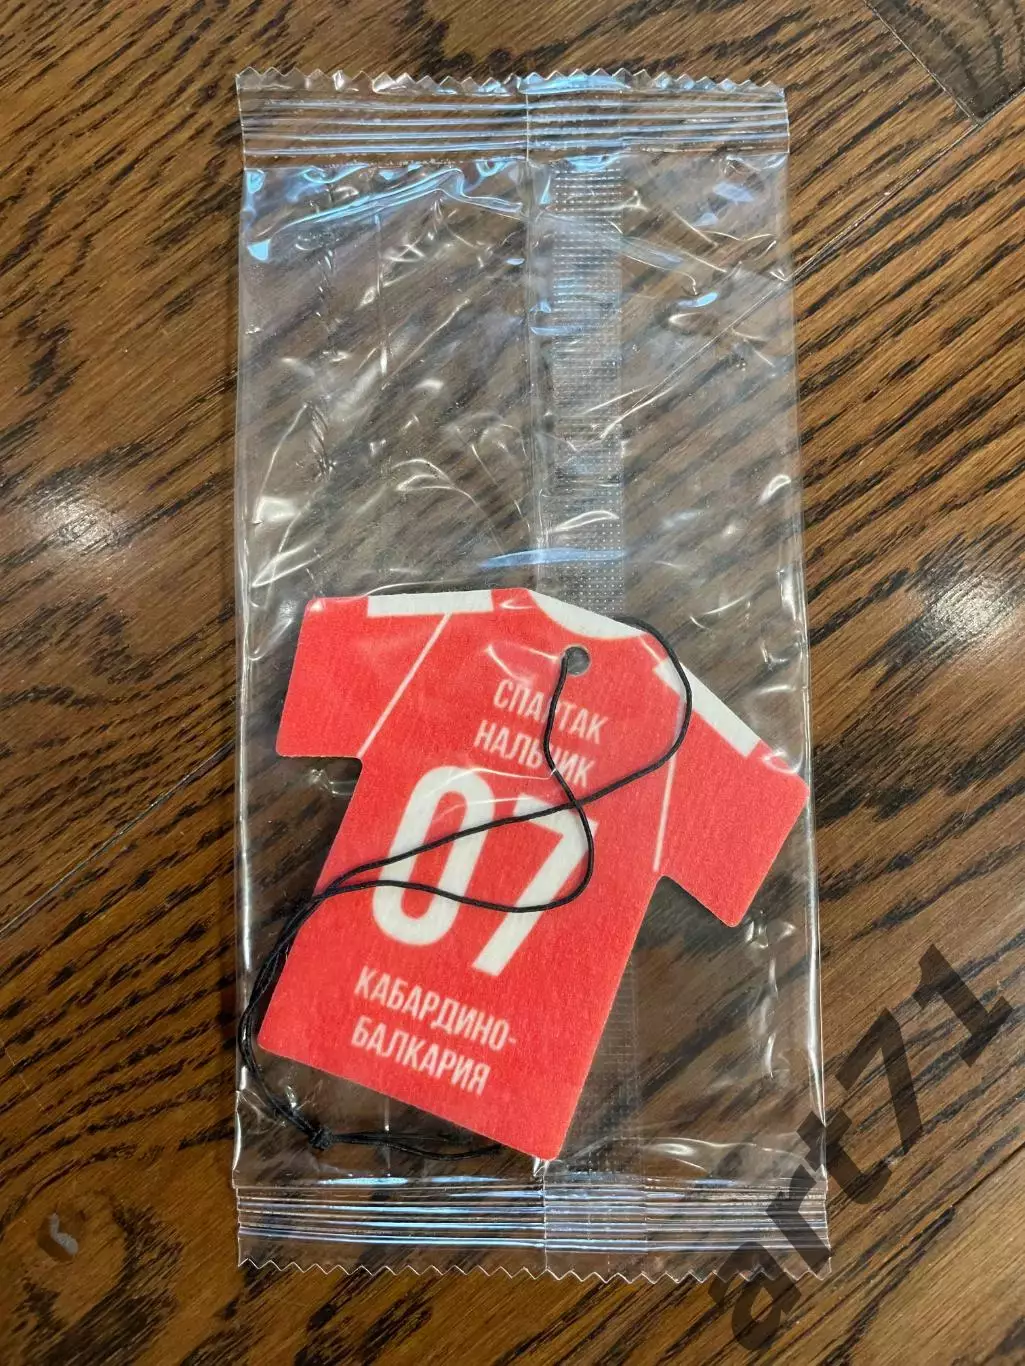 СПАРТАК
НАЛЬЧИК
07
КАБАРДИНО-
БАЛКАРИЯ
art71